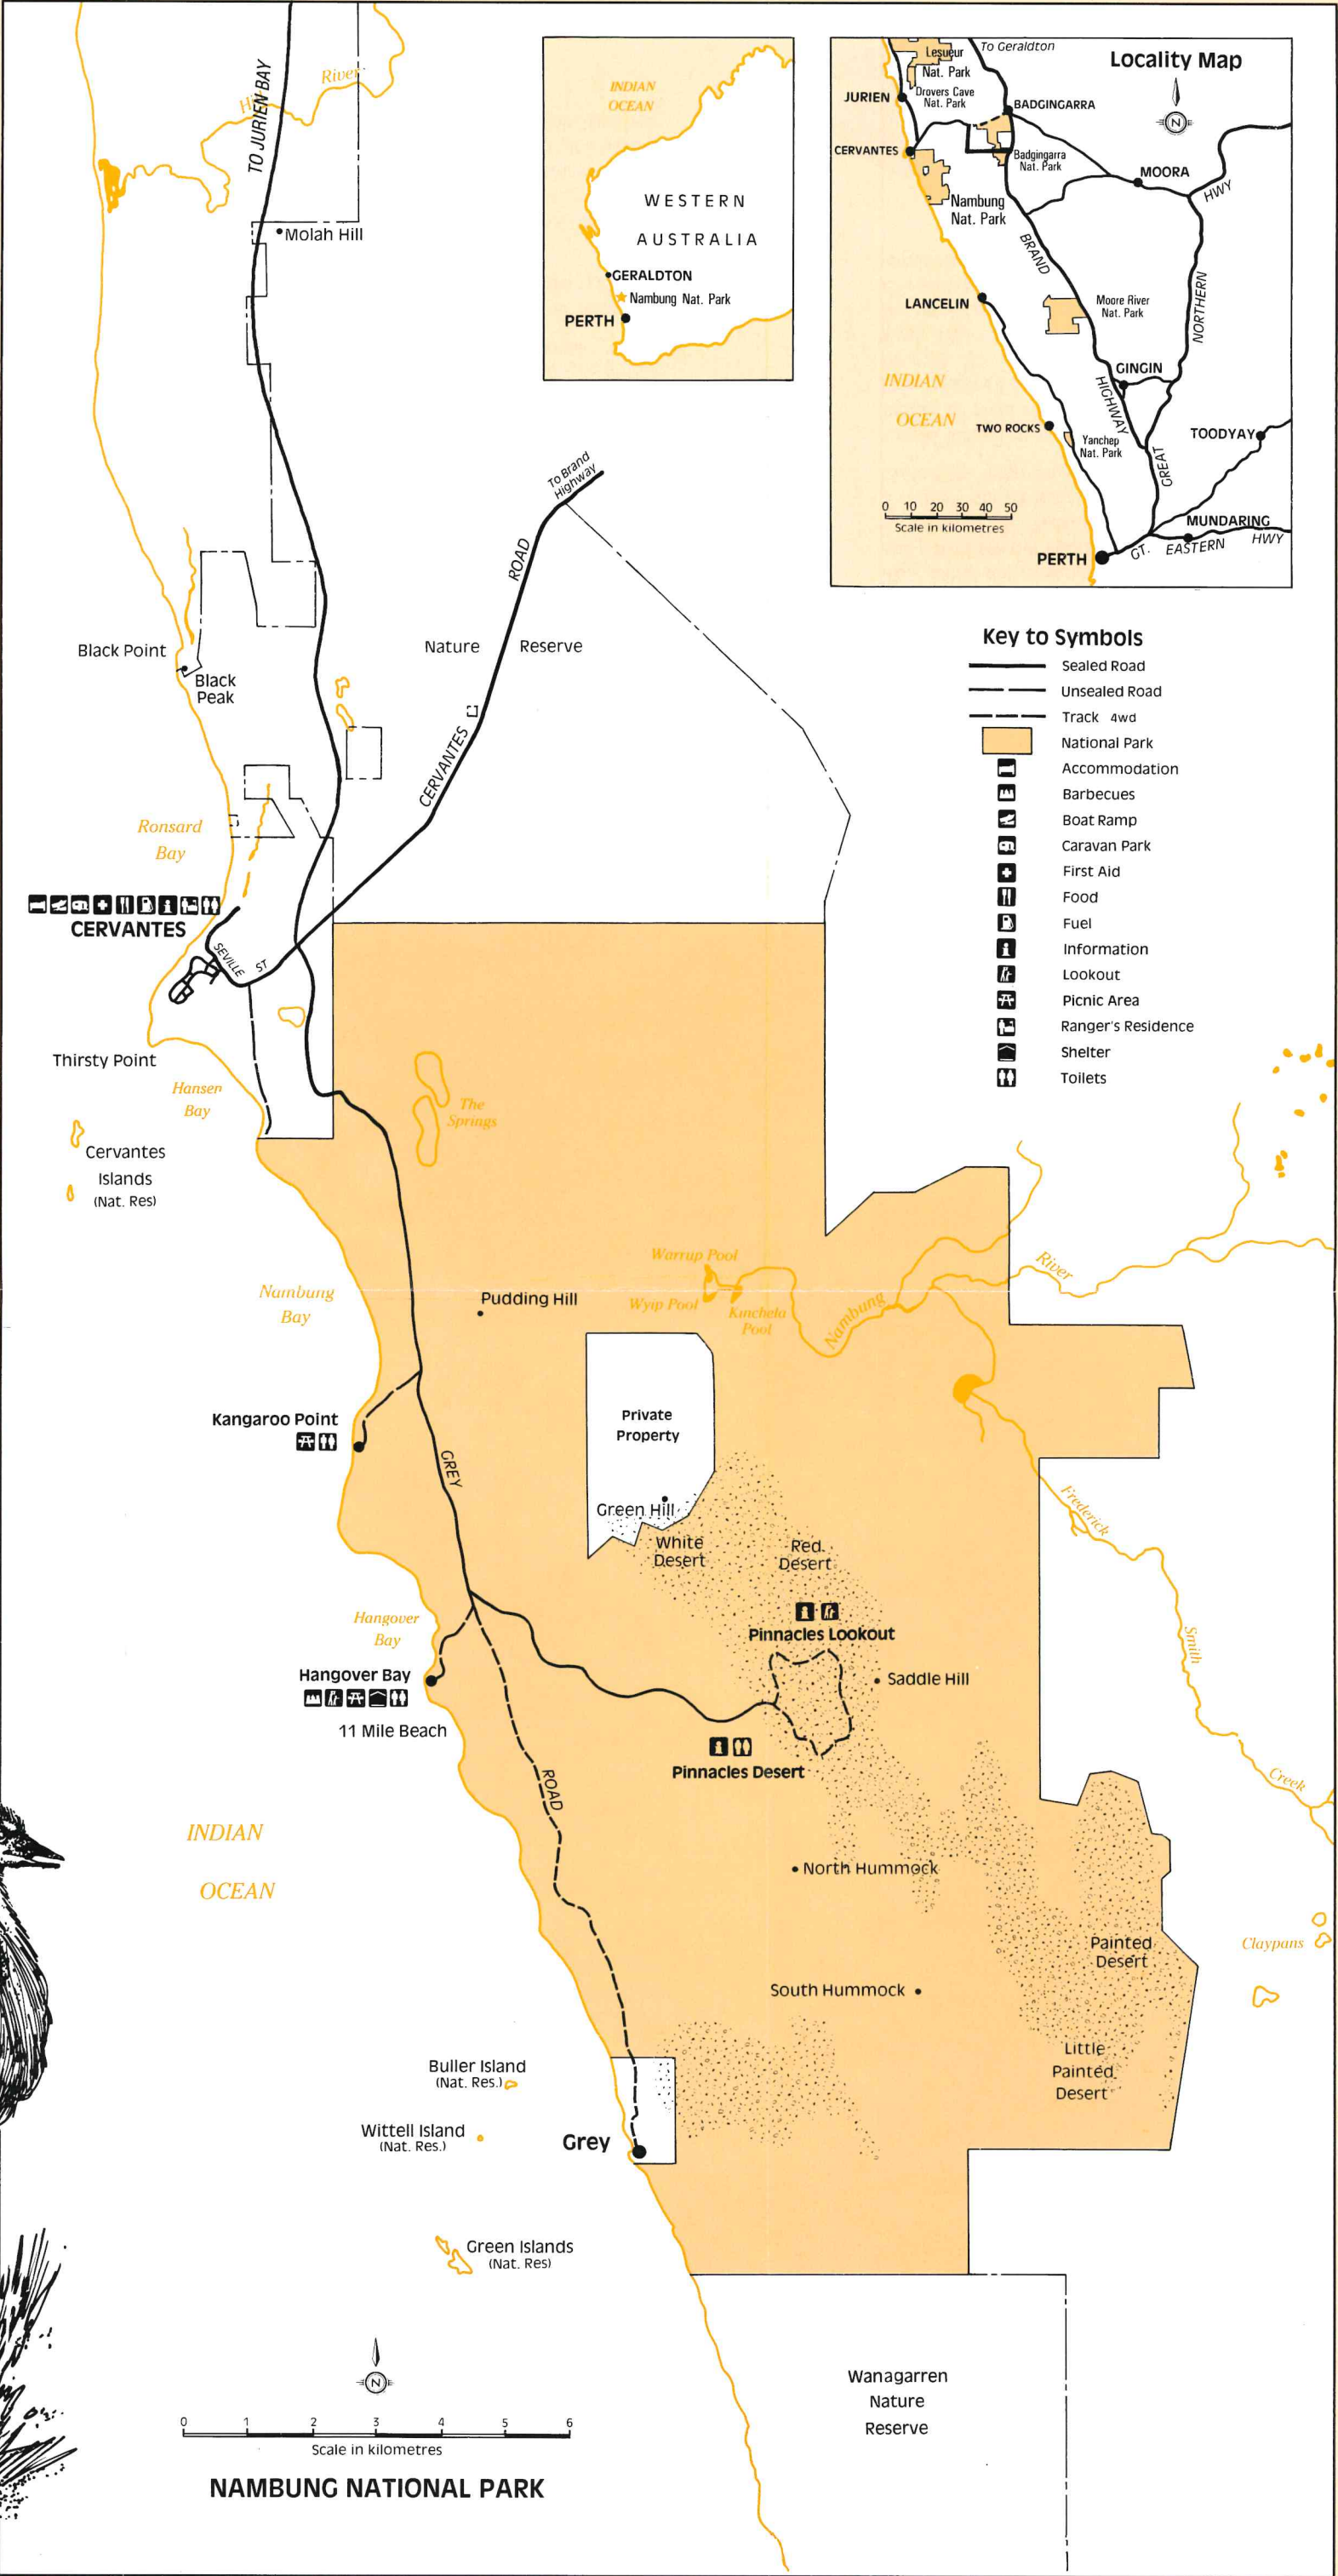 River
Hill
TO JURIEN BAY
Molah Hill
INDIAN
OCEAN
WESTERN
AUSTRALIA
GERALDTON
Nambung Nat. Park
PERTH
Locality Map
N
To Geraldton
Lesueur
Nat. Park
JURIEN
Drovers Cave
Nat. Park
BADGINGARRA
CERVANTES
Badgingarra
Nat. Park
MOORA
HWY
Nambung
Nat. Park
BRAND
LANCELIN
Moore River
Nat. Park
NORTHERN
GINGIN
HIGHWAY
INDIAN
OCEAN
TWO ROCKS
Yanchep
Nat. Park
TOODYAY
GREAT
0 10 20 30 40 50
Scale in kilometres
MUNDARING
PERTH
GT. EASTERN HWY
To Brand
Highway
ROAD
Nature Reserve
CERVANTES
Black Point
Black
Peak
Key to Symbols
Sealed Road
Unsealed Road
Track 4wd
National Park
Accommodation
Barbecues
Boat Ramp
Caravan Park
First Aid
Food
Fuel
Information
Lookout
Picnic Area
Ranger's Residence
Shelter
Toilets
Ronsard
Bay
CERVANTES
SEVILLE ST
Thirsty Point
Hansen
Bay
The
Springs
Cervantes
Islands
(Nat. Res)
Nambung
Bay
Pudding Hill
Warrup Pool
Wyip Pool
Kinchela
Pool
Nambung
River
Kangaroo Point
GREY
Private
Property
Green Hill
White
Desert
Red
Desert
Frederick
Smith
Creek
Pinnacles Lookout
Saddle Hill
Hangover
Bay
Hangover Bay
11 Mile Beach
Pinnacles Desert
ROAD
INDIAN
OCEAN
North Hummock
Painted
Desert
Claypans
South Hummock
Little
Painted
Desert
Buller Island
(Nat. Res.)
Wittell Island
(Nat. Res.)
Grey
Green Islands
(Nat. Res)
N
Wanagarren
Nature
Reserve
0 1 2 3 4 5 6
Scale in kilometres
NAMBUNG NATIONAL PARK